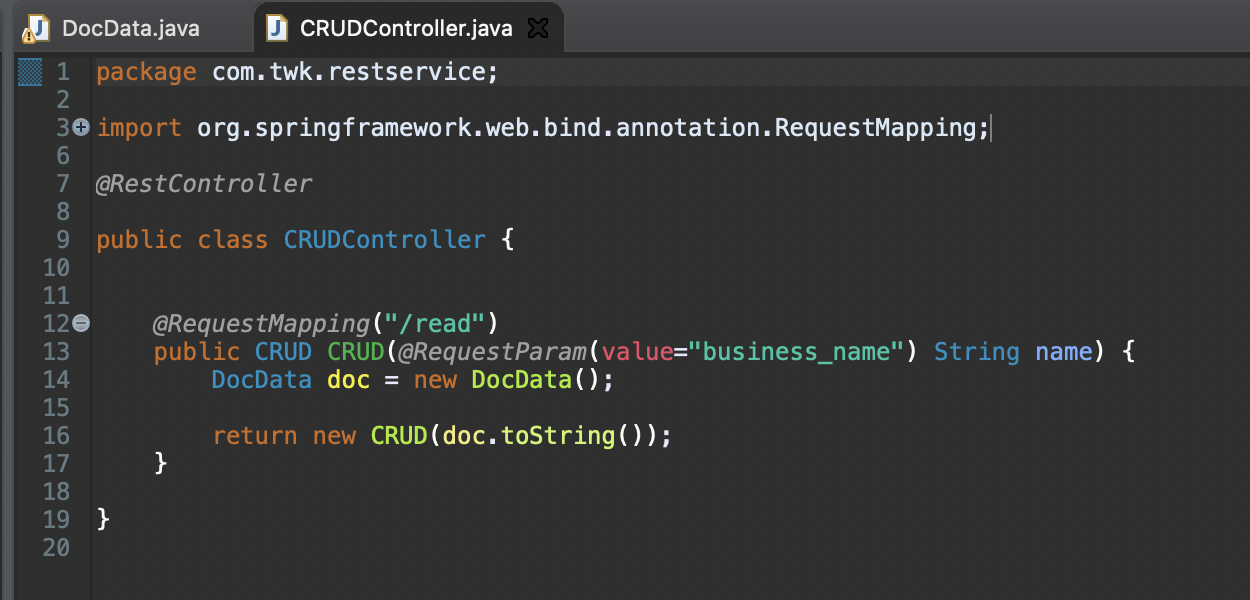 DocData.java CRUDController.java
1 package com.twk.restservice;
2
3 import org.springframework.web.bind.annotation.RequestMapping;
6
7 @RestController
8
9 public class CRUDController {
10
11
12 @RequestMapping("/read")
13 public CRUD CRUD(@RequestParam(value="business_name") String name) {
14 DocData doc = new DocData();
15
16 return new CRUD(doc.toString());
17 }
18
19 }
20